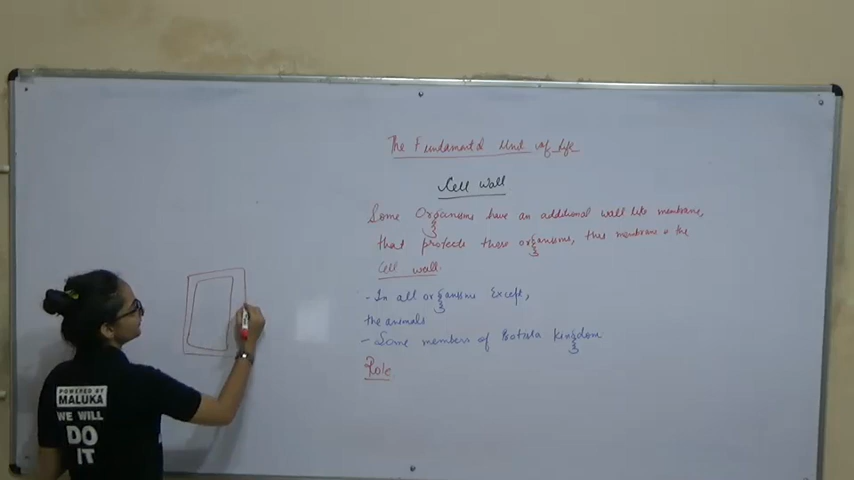 The Fundamental Unit of life
Cell wall
Some Organisms have an additional wall like membrane,
that protects those organisms, this membrane is the
Cell wall.
- In all organisms Except,
the animals
- Some members of Protista kingdom
Role
POWERED BY
MALUKA
WE WILL
DO
IT